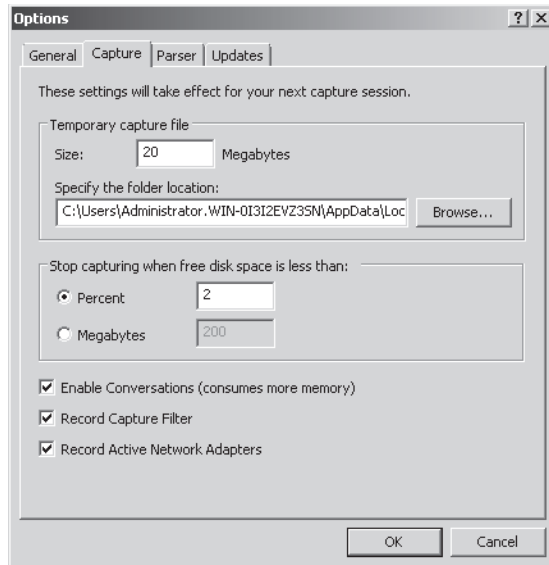 Options
General Capture Parser Updates
These settings will take effect for your next capture session.
Temporary capture file
Size: 20 Megabytes
Specify the folder location:
C:\Users\Administrator.WIN-0I3I2EVZ3SN\AppData\Loc Browse...
Stop capturing when free disk space is less than:
Percent 2
Megabytes 200
Enable Conversations (consumes more memory)
Record Capture Filter
Record Active Network Adapters
OK Cancel